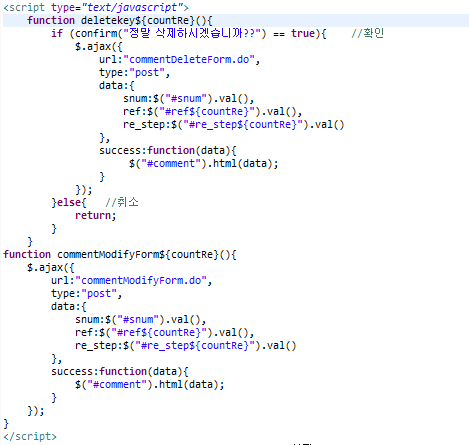 <script type="text/javascript">
    function deletekey${countRe}(){
        if (confirm("정말 삭제하시겠습니까??") == true){    //확인
            $.ajax({
                url:"commentDeleteForm.do",
                type:"post",
                data:{
                    snum:$("#snum").val(),
                    ref:$("#ref${countRe}").val(),
                    re_step:$("#re_step${countRe}").val()
                },
                success:function(data){
                     $("#comment").html(data);
                }
            });
        }else{   //취소
            return;
        }
    }
function commentModifyForm${countRe}(){
    $.ajax({
        url:"commentModifyForm.do",
        type:"post",
        data:{
            snum:$("#snum").val(),
            ref:$("#ref${countRe}").val(),
            re_step:$("#re_step${countRe}").val()
        },
        success:function(data){
            $("#comment").html(data);
        }
    });
}
</script>